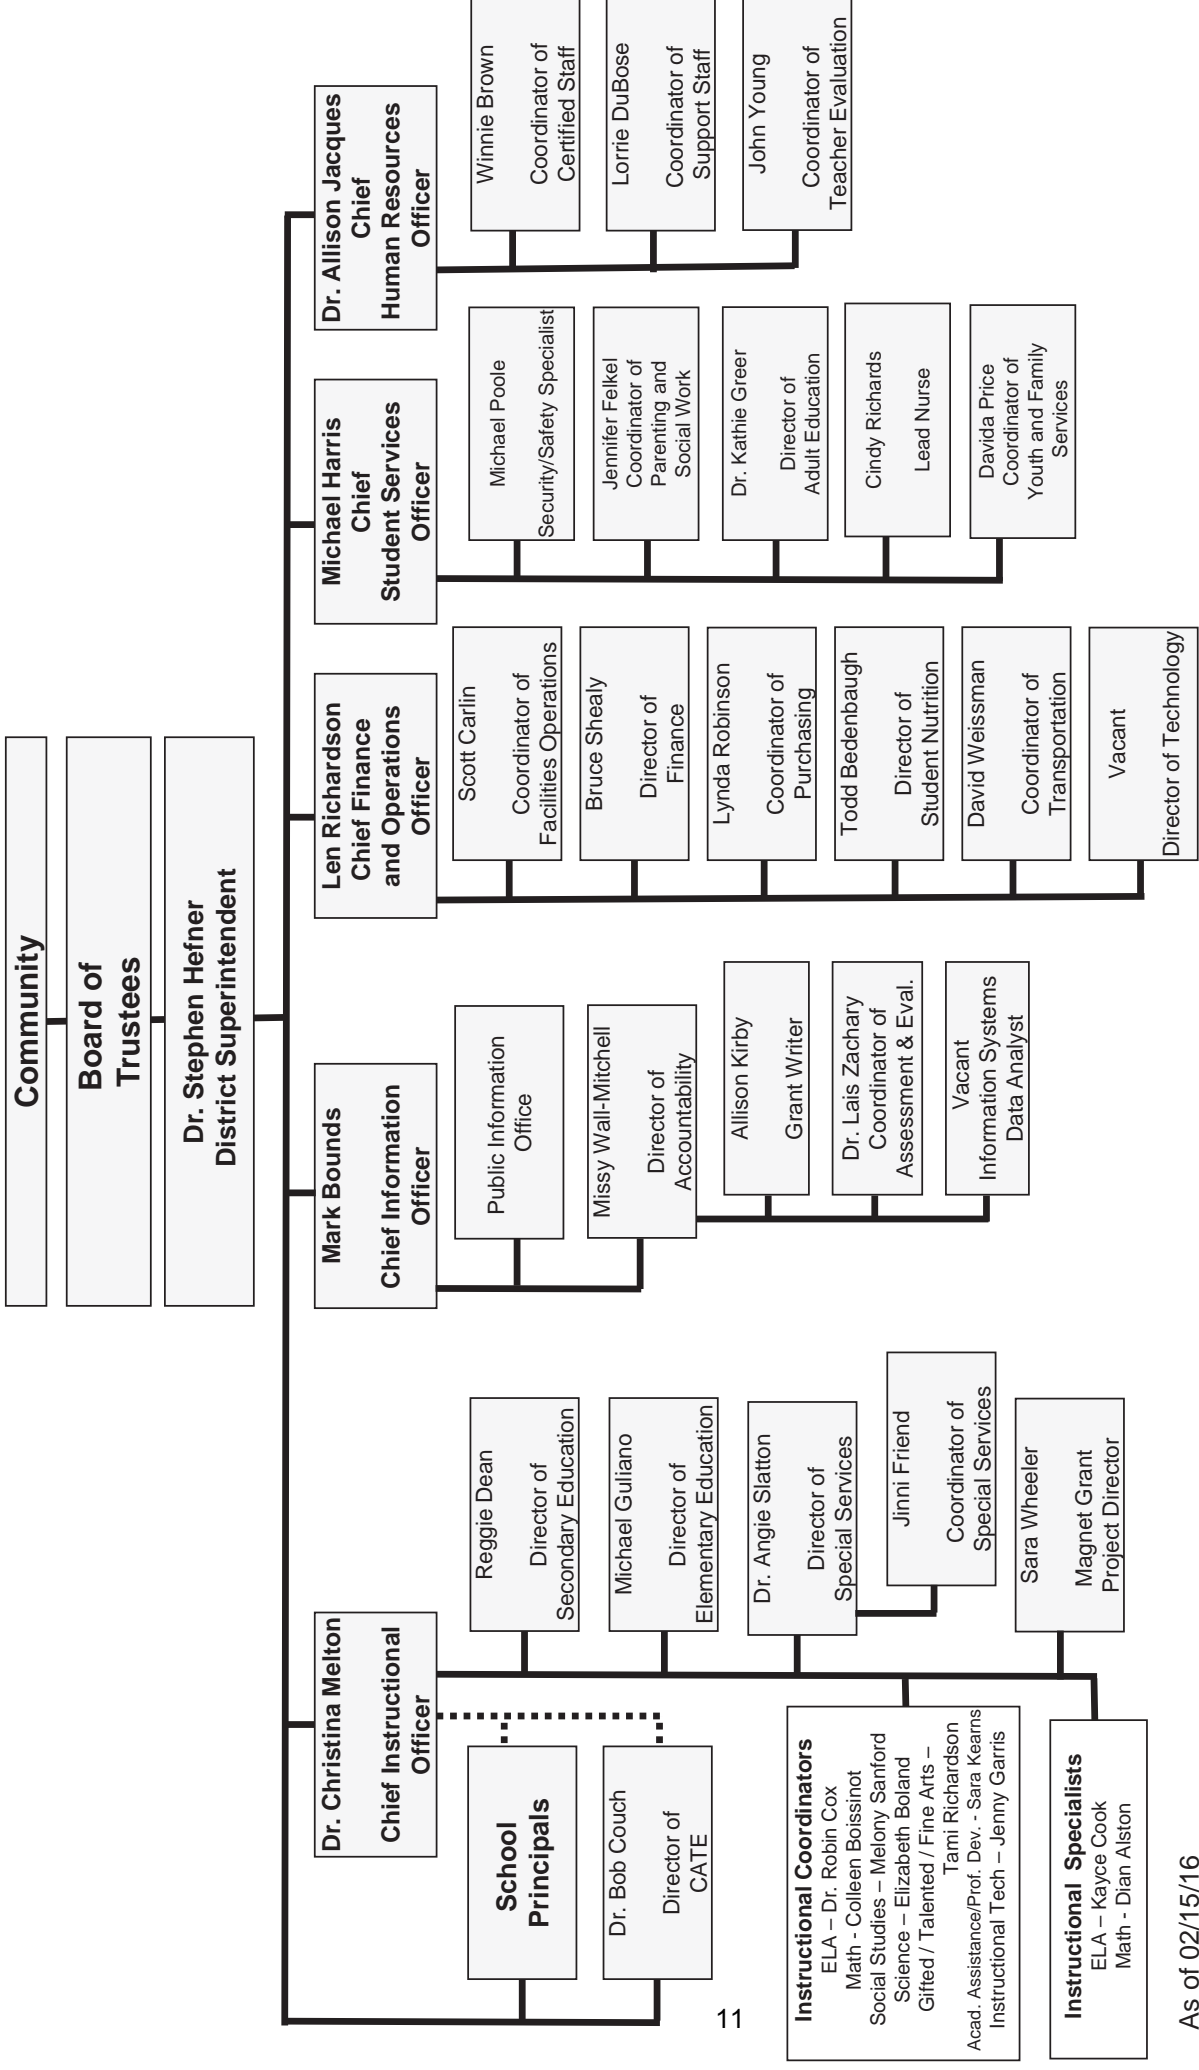 Community
Board of
Trustees
Dr. Stephen Hefner
District Superintendent
Dr. Christina Melton
Chief Instructional
Officer
Mark Bounds
Chief Information
Officer
Len Richardson
Chief Finance
and Operations
Officer
Michael Harris
Chief
Student Services
Officer
Dr. Allison Jacques
Chief
Human Resources
Officer
School
Principals
Dr. Bob Couch
Director of
CATE
Instructional Coordinators
ELA – Dr. Robin Cox
Math - Colleen Boissinot
Social Studies – Melony Sanford
Science – Elizabeth Boland
Gifted / Talented / Fine Arts –
Tami Richardson
Acad. Assistance/Prof. Dev. - Sara Kearns
Instructional Tech – Jenny Garris
Instructional Specialists
ELA – Kayce Cook
Math - Dian Alston
Reggie Dean
Director of
Secondary Education
Michael Guliano
Director of
Elementary Education
Dr. Angie Slatton
Director of
Special Services
Jinni Friend
Coordinator of
Special Services
Sara Wheeler
Magnet Grant
Project Director
Public Information
Office
Missy Wall-Mitchell
Director of
Accountability
Allison Kirby
Grant Writer
Dr. Lais Zachary
Coordinator of
Assessment & Eval.
Vacant
Information Systems
Data Analyst
Scott Carlin
Coordinator of
Facilities Operations
Bruce Shealy
Director of
Finance
Lynda Robinson
Coordinator of
Purchasing
Todd Bedenbaugh
Director of
Student Nutrition
David Weissman
Coordinator of
Transportation
Vacant
Director of Technology
Michael Poole
Security/Safety Specialist
Jennifer Felkel
Coordinator of
Parenting and
Social Work
Dr. Kathie Greer
Director of
Adult Education
Cindy Richards
Lead Nurse
Davida Price
Coordinator of
Youth and Family
Services
Winnie Brown
Coordinator of
Certified Staff
Lorrie DuBose
Coordinator of
Support Staff
John Young
Coordinator of
Teacher Evaluation
11
As of 02/15/16